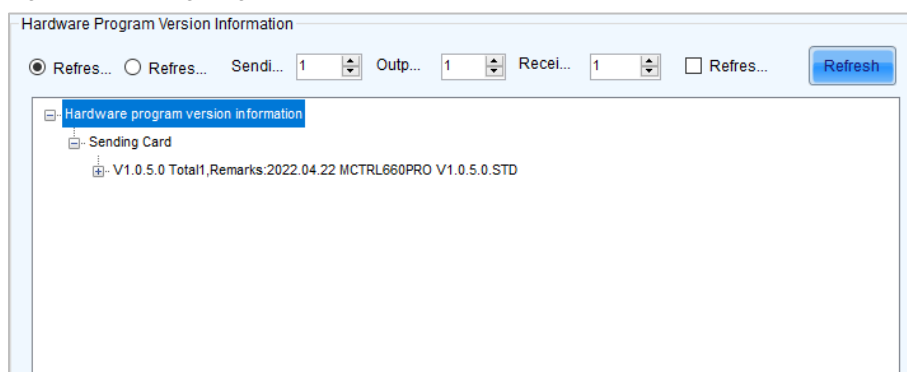 Hardware Program Version Information
Refres... Refres... Sendi... 1 Outp... 1 Recei... 1 Refres... Refresh
Hardware program version information
Sending Card
V1.0.5.0 Total1,Remarks:2022.04.22 MCTRL660PRO V1.0.5.0.STD